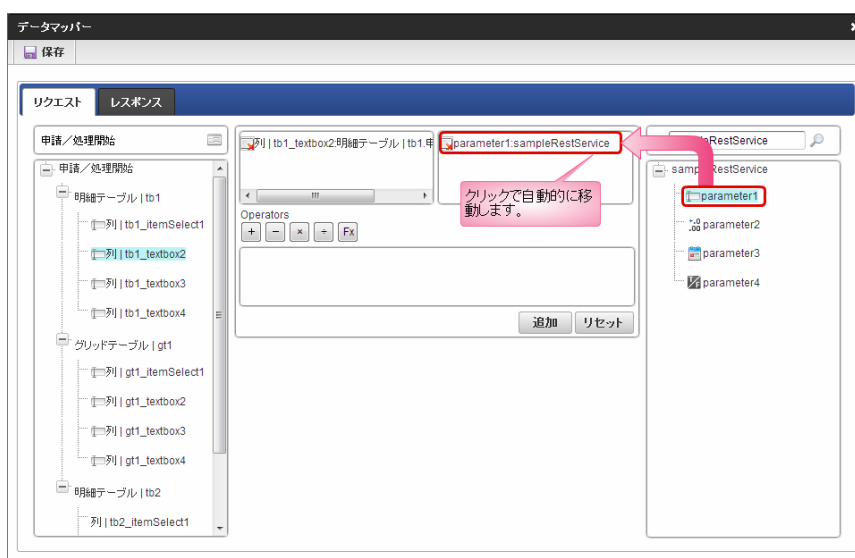 データマッパー
保存
リクエスト
レスポンス
申請／処理開始
申請／処理開始
明細テーブル | tb1
列 | tb1_itemSelect1
列 | tb1_textbox2
列 | tb1_textbox3
列 | tb1_textbox4
グリッドテーブル | gt1
列 | gt1_itemSelect1
列 | gt1_textbox2
列 | gt1_textbox3
列 | gt1_textbox4
明細テーブル | tb2
列 | tb2_itemSelect1
列 | tb1_textbox2:明細テーブル | tb1.申
parameter1:sampleRestService
クリックで自動的に移
動します。
Operators
+ − × ÷ Fx
追加 リセット
leRestService
sampleRestService
parameter1
parameter2
parameter3
parameter4